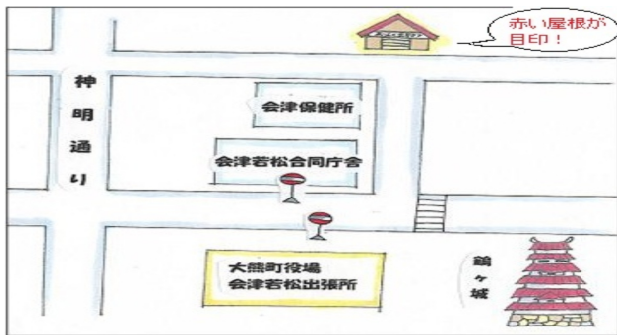 赤い屋根が
目印！
神明通り
会津保健所
会津若松合同庁舎
大熊町役場
会津若松出張所
鶴ヶ城